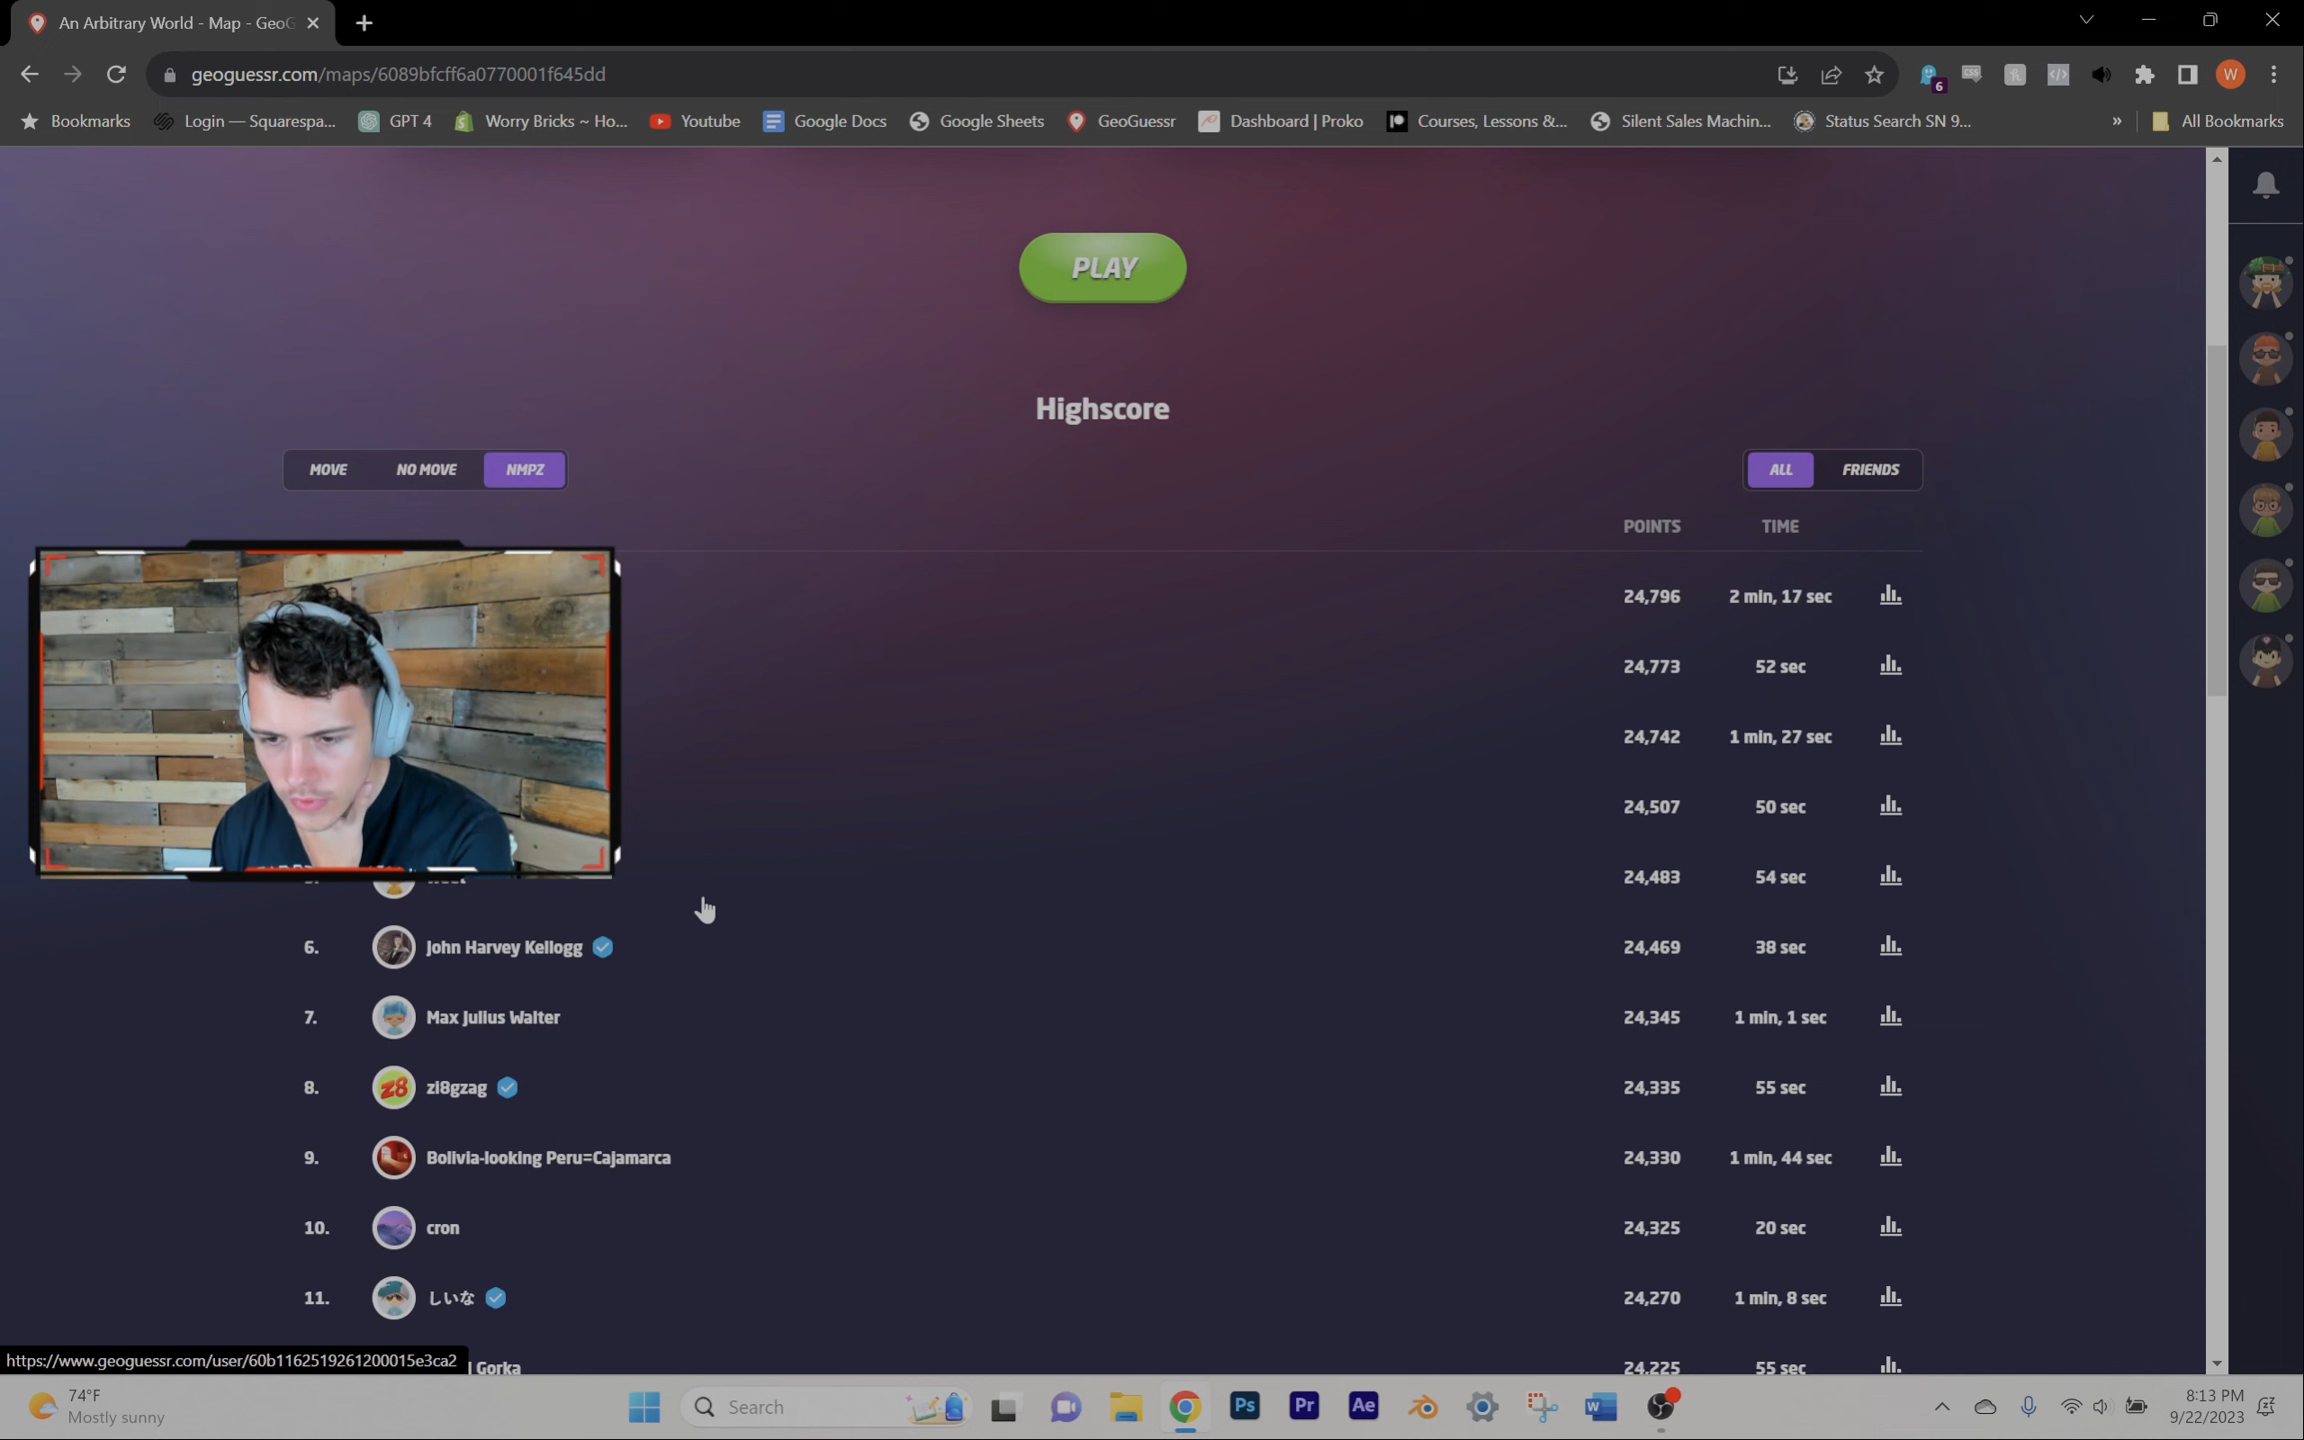 An Arbitrary World - Map - GeoG
geoguessr.com/maps/6089bfcff6a0770001f645dd
6
W
Bookmarks
Login — Squarespa...
GPT 4
Worry Bricks ~ Ho...
Youtube
Google Docs
Google Sheets
GeoGuessr
Dashboard | Proko
Courses, Lessons &...
Silent Sales Machin...
Status Search SN 9...
»
All Bookmarks
PLAY
Highscore
MOVE NO MOVE NMPZ
ALL FRIENDS
POINTS TIME
24,796 2 min, 17 sec
24,773 52 sec
24,742 1 min, 27 sec
24,507 50 sec
24,483 54 sec
6. John Harvey Kellogg 24,469 38 sec
7. Max Julius Walter 24,345 1 min, 1 sec
8. zi8gzag 24,335 55 sec
9. Bolivia-looking Peru=Cajamarca 24,330 1 min, 44 sec
10. cron 24,325 20 sec
11. しいな 24,270 1 min, 8 sec
Gorka 24,225 55 sec
https://www.geoguessr.com/user/60b1162519261200015e3ca2
74°F
Mostly sunny
Search
Ps
Pr
Ae
W
8:13 PM
9/22/2023